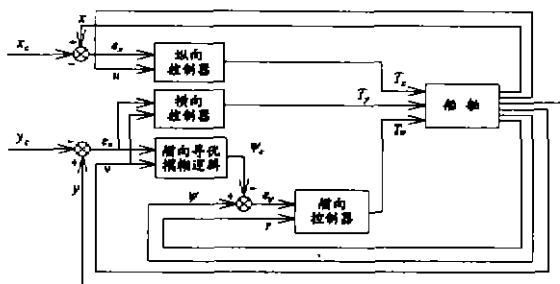 x
+
x_c
-
e_x
u
纵向
控制器
T_x
横向
控制器
T_y
船舶
y_c
-
+
y
v
艏向寻优
模糊逻辑
ψ_c
T_ψ
ψ
+
-
e_ψ
r
艏向
控制器